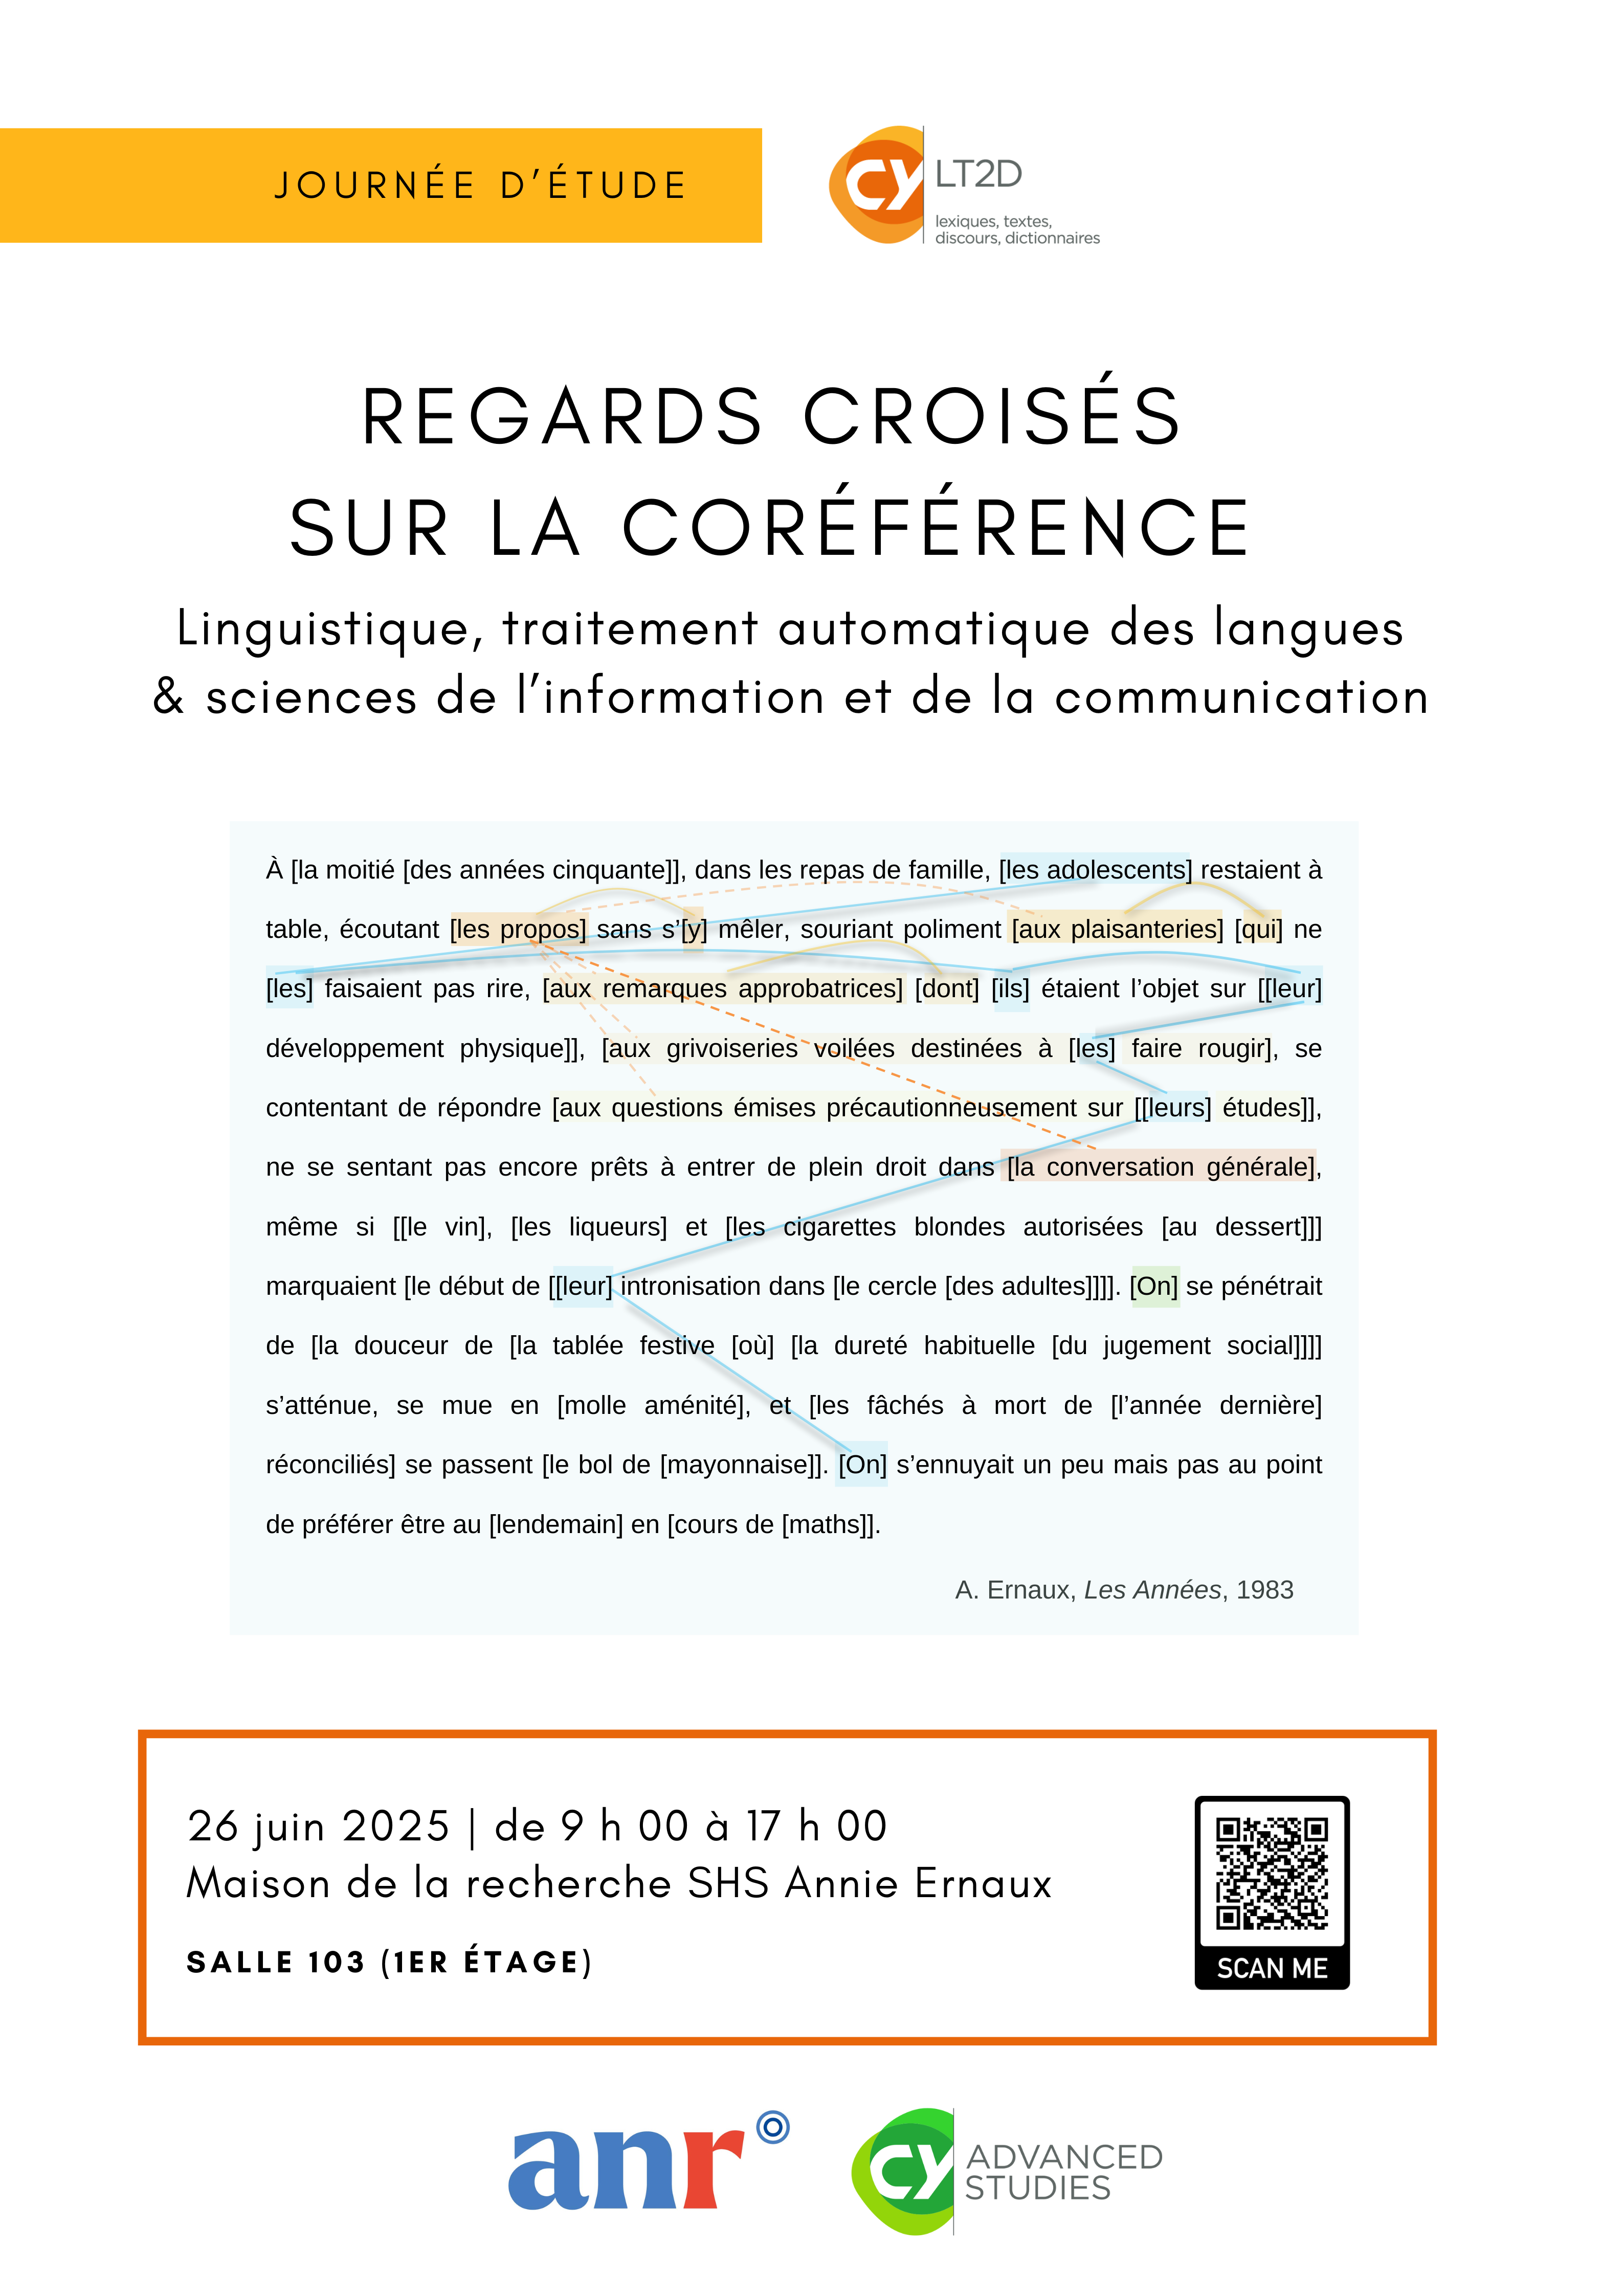 JOURNÉE D'ÉTUDE
CY
LT2D
lexiques, textes,
discours, dictionnaires
REGARDS CROISÉS
SUR LA CORÉFÉRENCE
Linguistique, traitement automatique des langues
& sciences de l'information et de la communication
À [la moitié [des années cinquante]], dans les repas de famille, [les adolescents] restaient à
table, écoutant [les propos] sans s'[y] mêler, souriant poliment [aux plaisanteries] [qui] ne
[les] faisaient pas rire, [aux remarques approbatrices] [dont] [ils] étaient l'objet sur [[leur]
développement physique]], [aux grivoiseries voilées destinées à [les] faire rougir], se
contentant de répondre [aux questions émises précautionneusement sur [[leurs] études]],
ne se sentant pas encore prêts à entrer de plein droit dans [la conversation générale],
même si [[le vin], [les liqueurs] et [les cigarettes blondes autorisées [au dessert]]]
marquaient [le début de [[leur] intronisation dans [le cercle [des adultes]]]]. [On] se pénétrait
de [la douceur de [la tablée festive [où] [la dureté habituelle [du jugement social]]]]
s'atténue, se mue en [molle aménité], et [les fâchés à mort de [l'année dernière]
réconciliés] se passent [le bol de [mayonnaise]]. [On] s'ennuyait un peu mais pas au point
de préférer être au [lendemain] en [cours de [maths]].
A. Ernaux, Les Années, 1983
26 juin 2025 | de 9 h 00 à 17 h 00
Maison de la recherche SHS Annie Ernaux
SALLE 103 (1ER ÉTAGE)
SCAN ME
anr
CY
ADVANCED
STUDIES